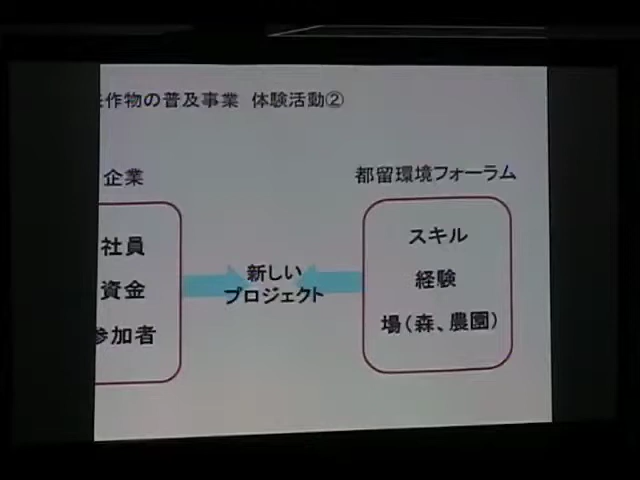 作物の普及事業 体験活動②
企業
都留環境フォーラム
社員
資金
参加者
新しい
プロジェクト
スキル
経験
場(森、農園)